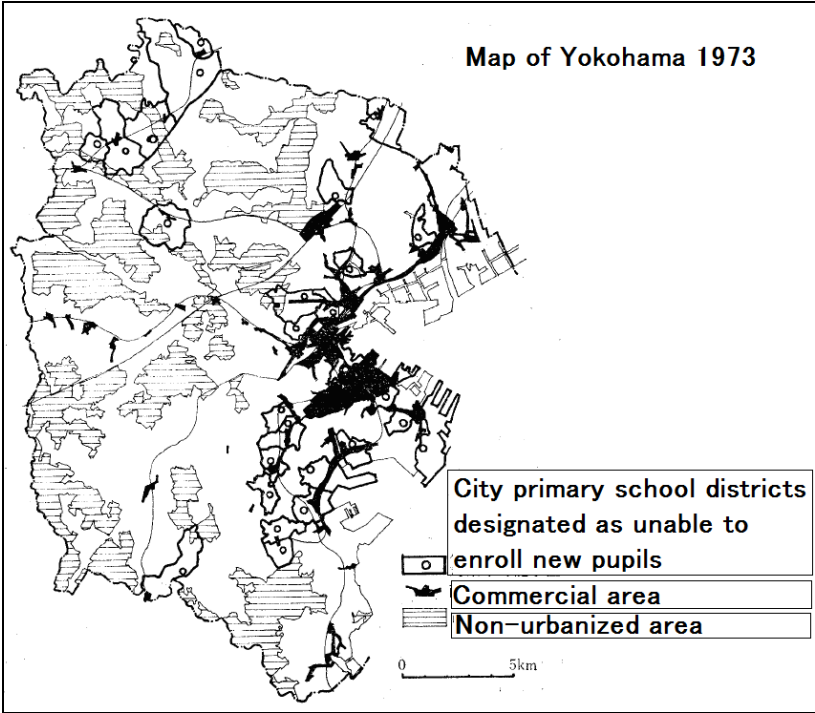 Map of Yokohama 1973
City primary school districts
designated as unable to
enroll new pupils
Commercial area
Non-urbanized area
0 5km